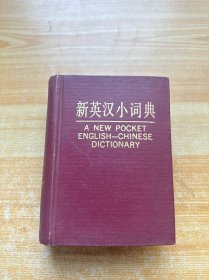 新英汉小词典
A NEW POCKET
ENGLISH—CHINESE
DICTIONARY